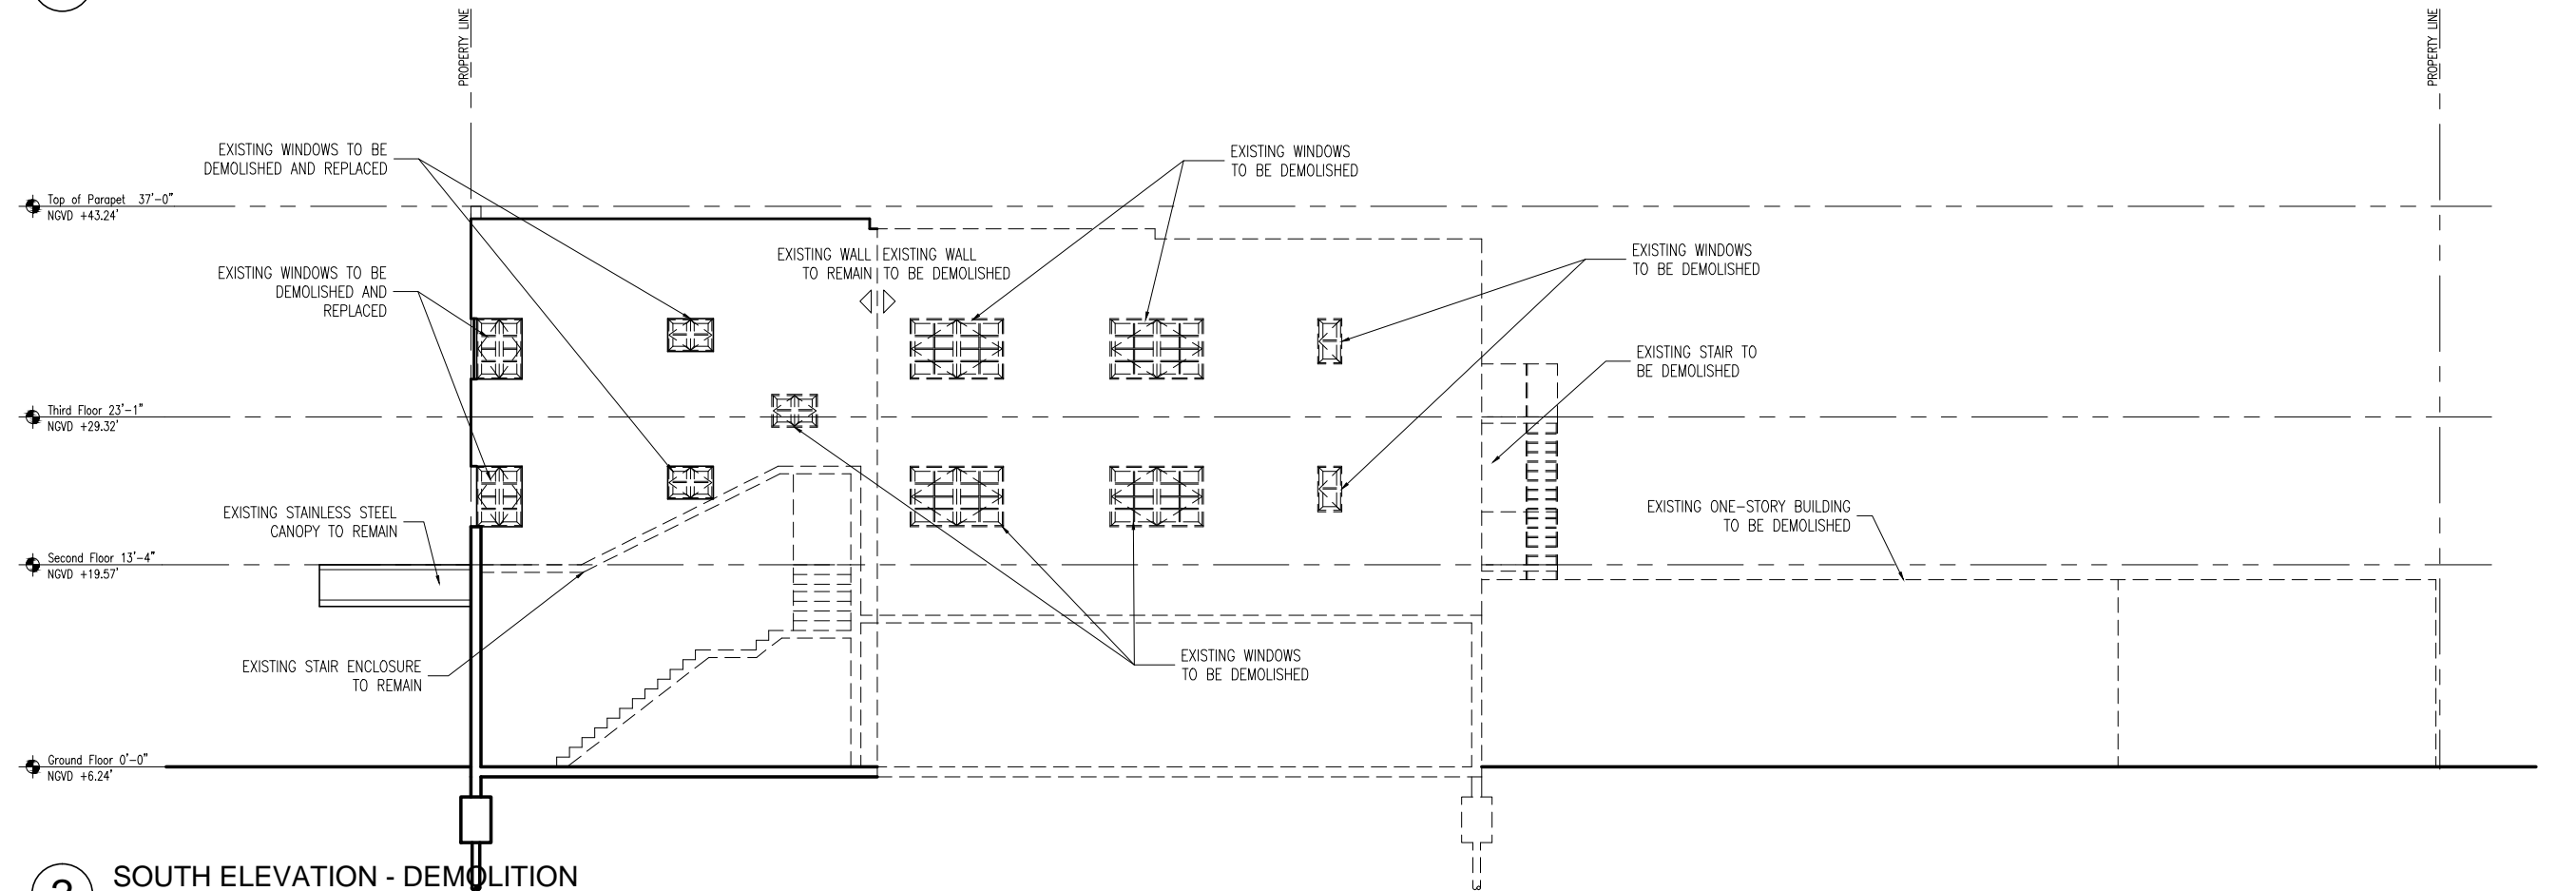 PROPERTY LINE
PROPERTY LINE
EXISTING WINDOWS TO BE
DEMOLISHED AND REPLACED
EXISTING WINDOWS
TO BE DEMOLISHED
Top of Parapet 37'-0"
NGVD +43.24'
EXISTING WALL
TO REMAIN
EXISTING WALL
TO BE DEMOLISHED
EXISTING WINDOWS
TO BE DEMOLISHED
EXISTING WINDOWS TO BE
DEMOLISHED AND
REPLACED
EXISTING STAIR TO
BE DEMOLISHED
Third Floor 23'-1"
NGVD +29.32'
EXISTING STAINLESS STEEL
CANOPY TO REMAIN
EXISTING ONE-STORY BUILDING
TO BE DEMOLISHED
Second Floor 13'-4"
NGVD +19.57'
EXISTING STAIR ENCLOSURE
TO REMAIN
EXISTING WINDOWS
TO BE DEMOLISHED
Ground Floor 0'-0"
NGVD +6.24'
SOUTH ELEVATION - DEMOLITION